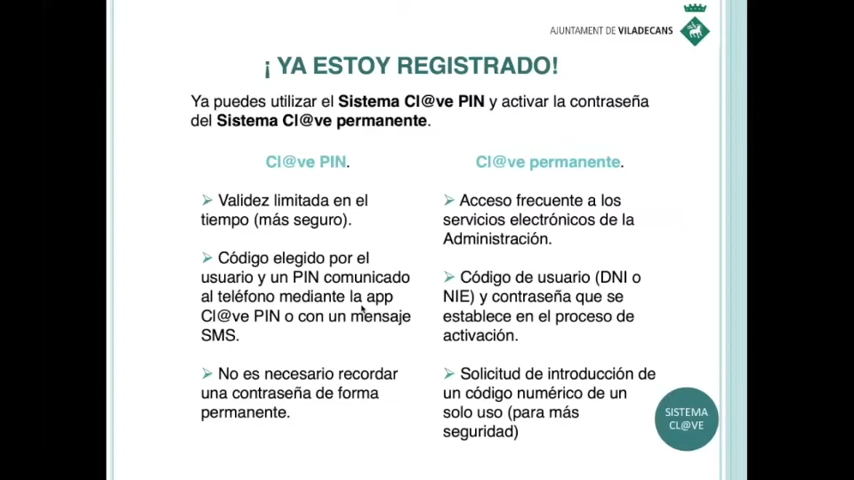 AJUNTAMENT DE VILADECANS
¡ YA ESTOY REGISTRADO!
Ya puedes utilizar el Sistema Cl@ve PIN y activar la contraseña
del Sistema Cl@ve permanente.
Cl@ve PIN.
➢ Validez limitada en el
tiempo (más seguro).
➢ Código elegido por el
usuario y un PIN comunicado
al teléfono mediante la app
Cl@ve PIN o con un mensaje
SMS.
➢ No es necesario recordar
una contraseña de forma
permanente.
Cl@ve permanente.
➢ Acceso frecuente a los
servicios electrónicos de la
Administración.
➢ Código de usuario (DNI o
NIE) y contraseña que se
establece en el proceso de
activación.
➢ Solicitud de introducción de
un código numérico de un
solo uso (para más
seguridad)
SISTEMA
CL@VE